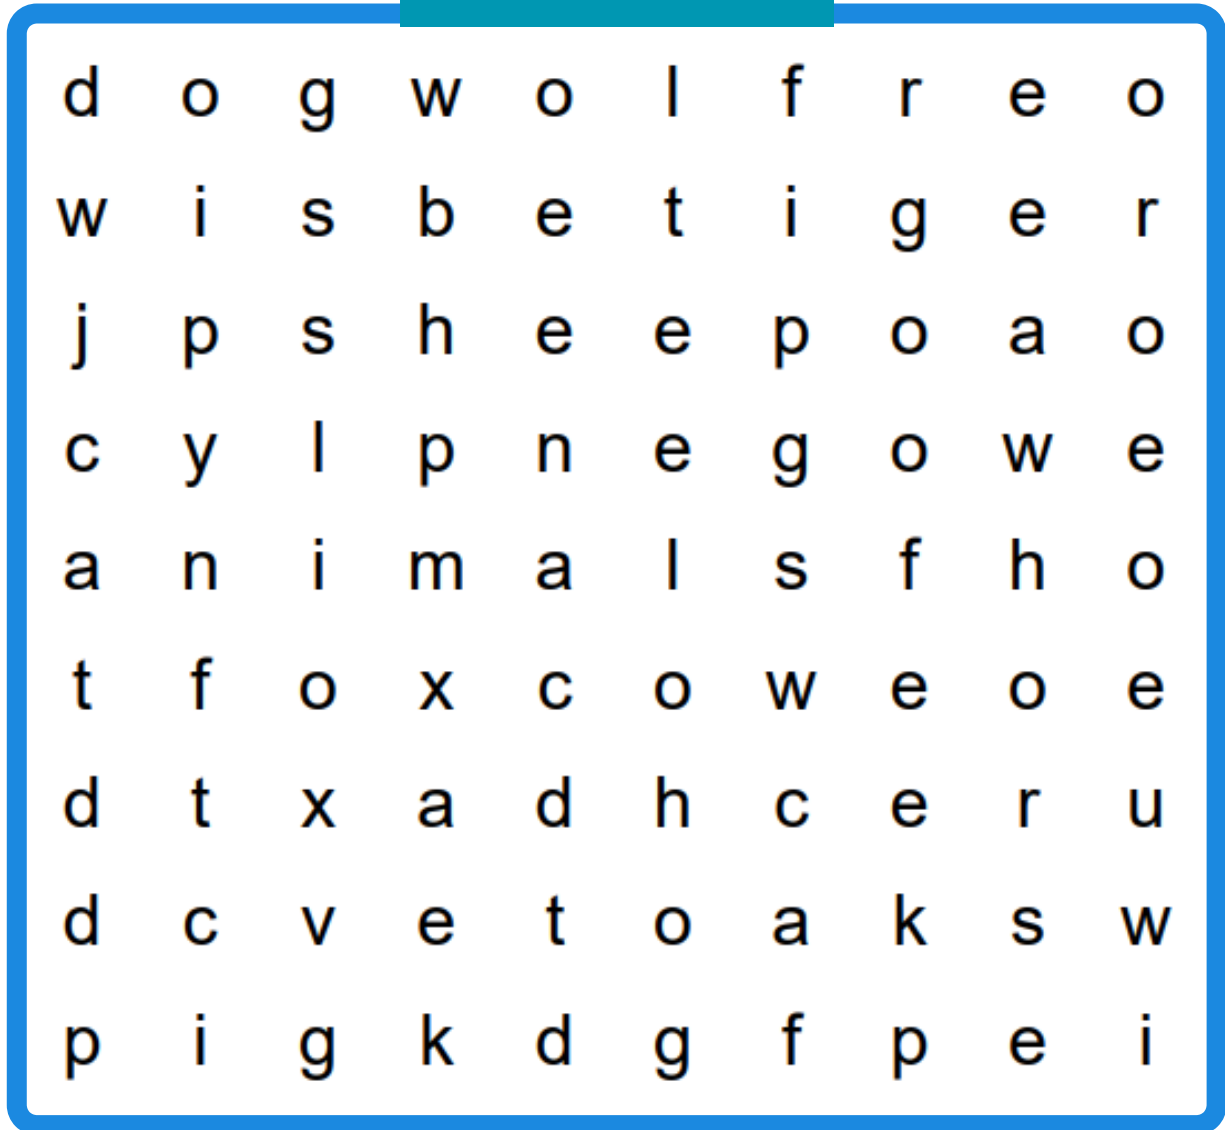 d o g w o l f r e o
w i s b e t i g e r
j p s h e e p o a o
c y l p n e g o w e
a n i m a l s f h o
t f o x c o w e o e
d t x a d h c e r u
d c v e t o a k s w
p i g k d g f p e i